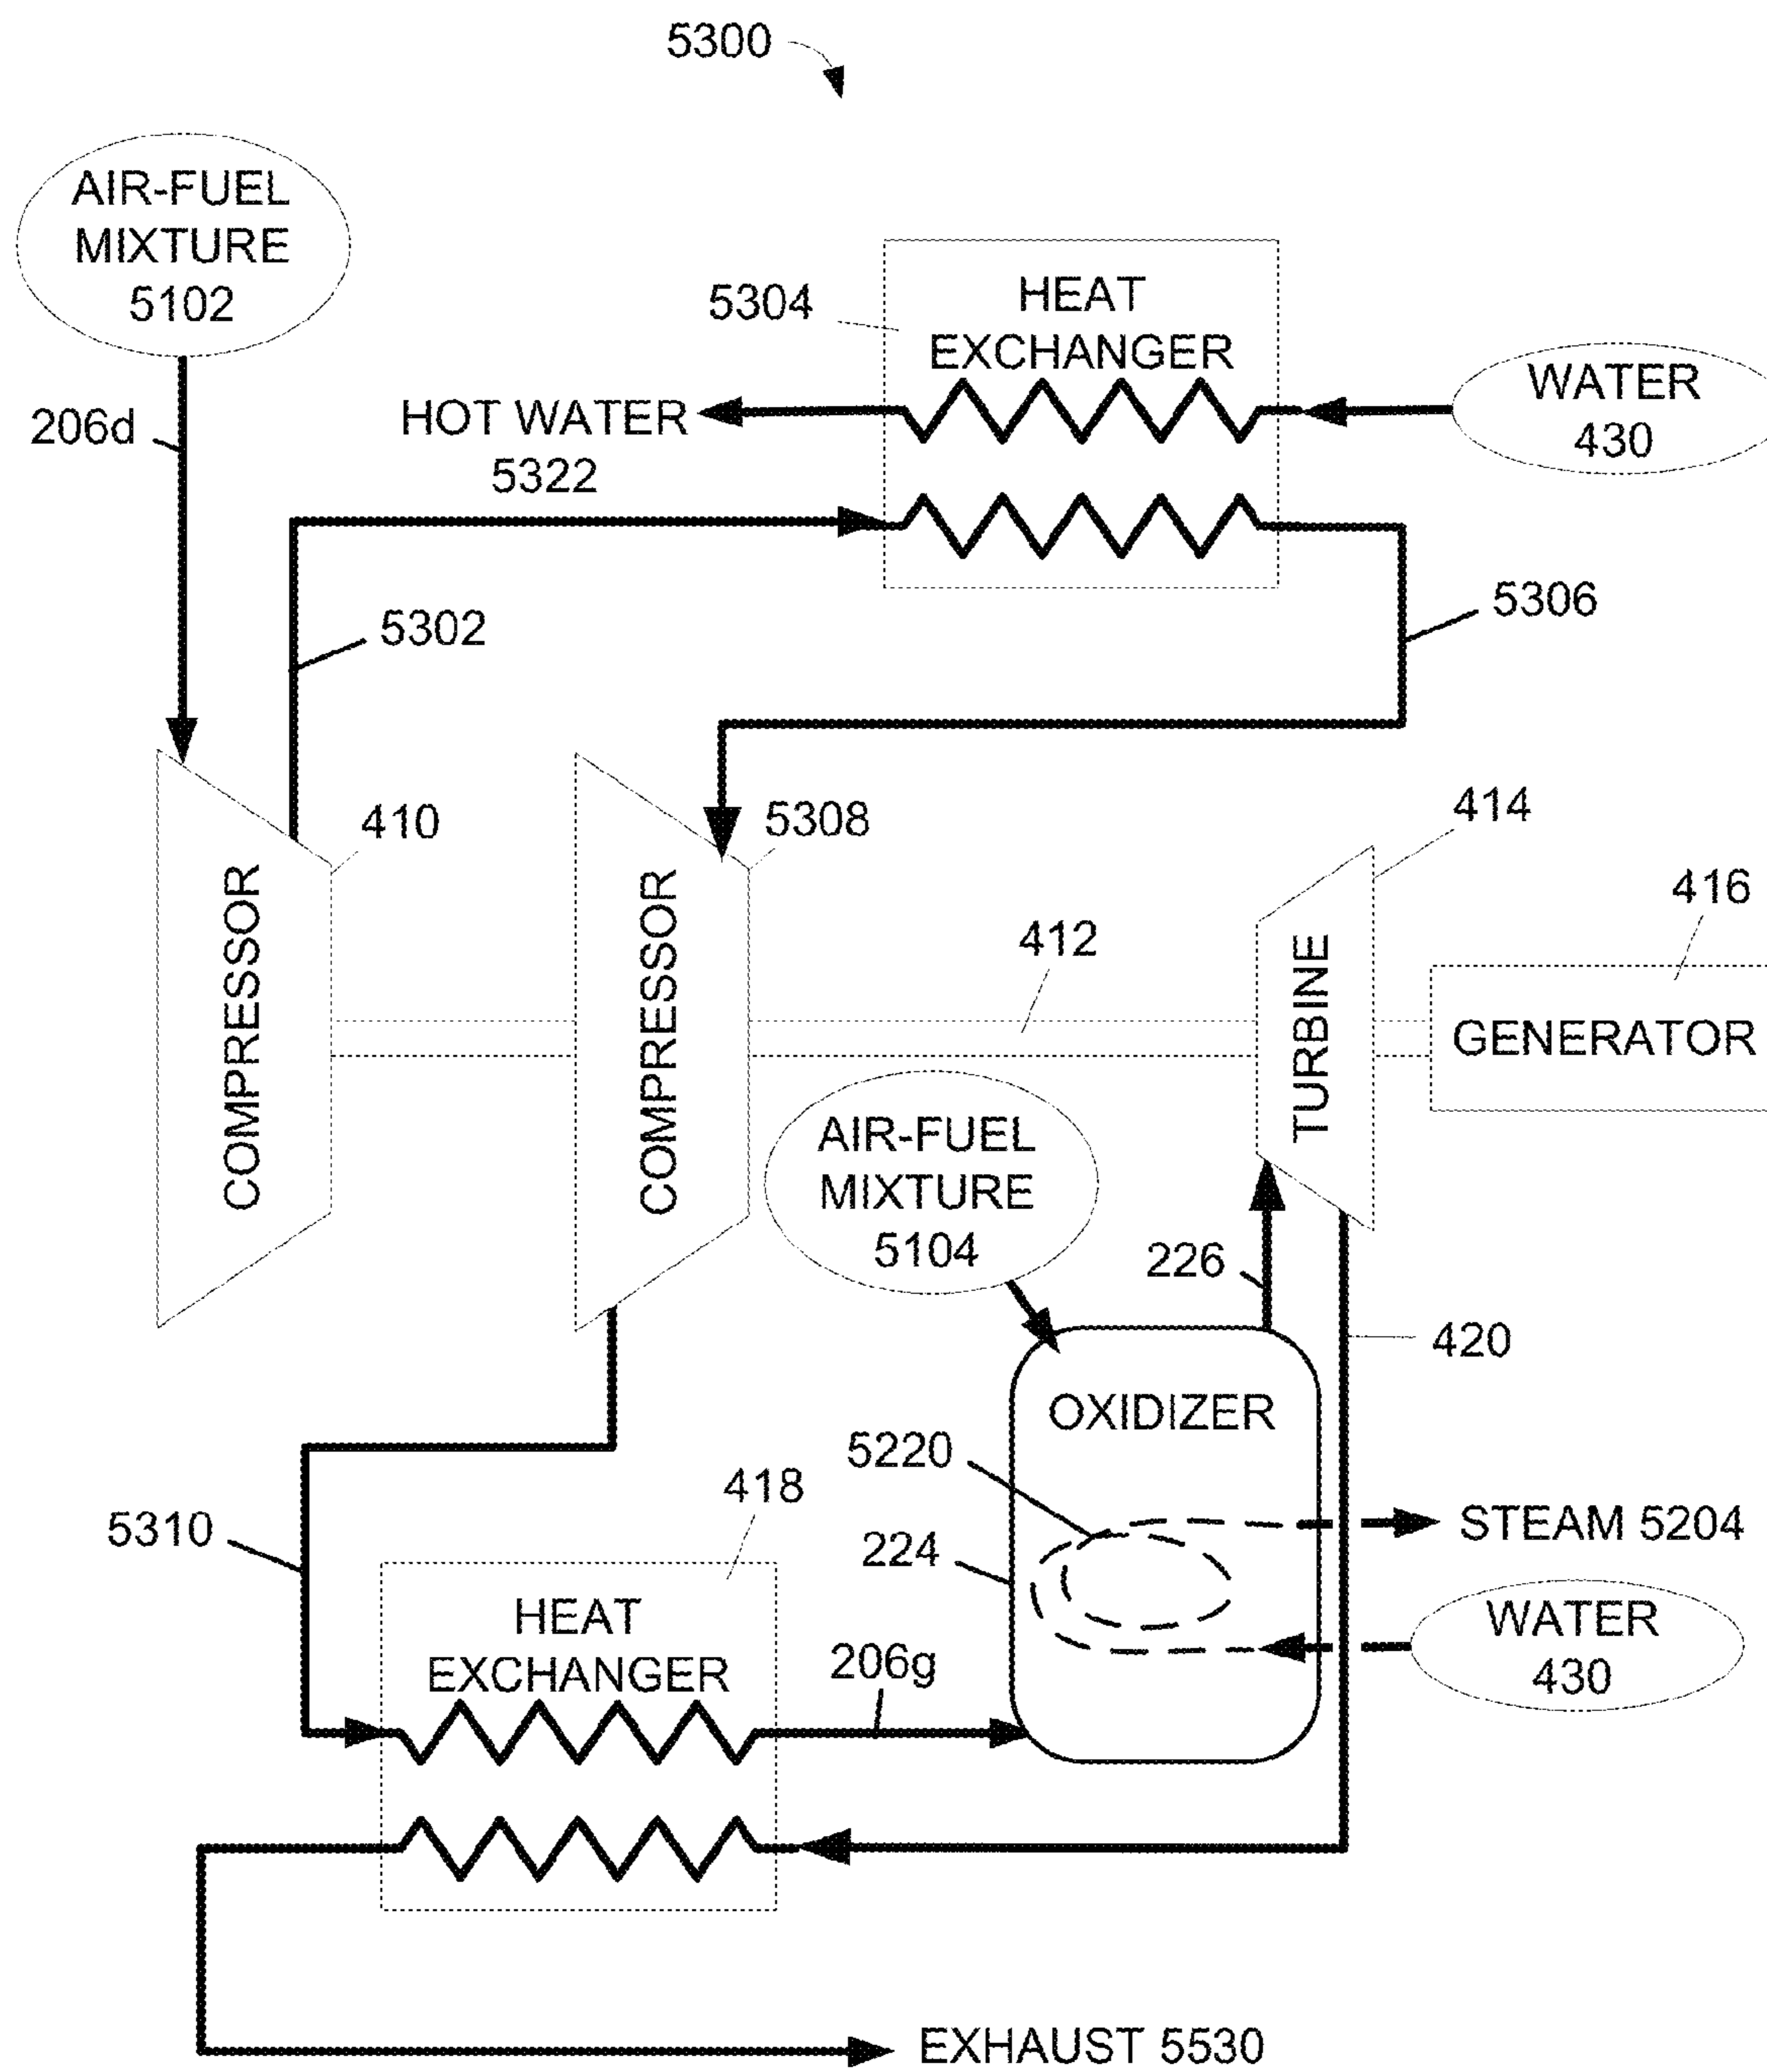 5300
AIR-FUEL
MIXTURE
5102
206d
5304
HEAT
EXCHANGER
WATER
430
HOT WATER
5322
5302
5306
410
5308
414
416
COMPRESSOR
COMPRESSOR
412
TURBINE
GENERATOR
AIR-FUEL
MIXTURE
5104
226
420
OXIDIZER
5220
224
STEAM 5204
WATER
430
5310
418
HEAT
EXCHANGER
206g
EXHAUST 5530